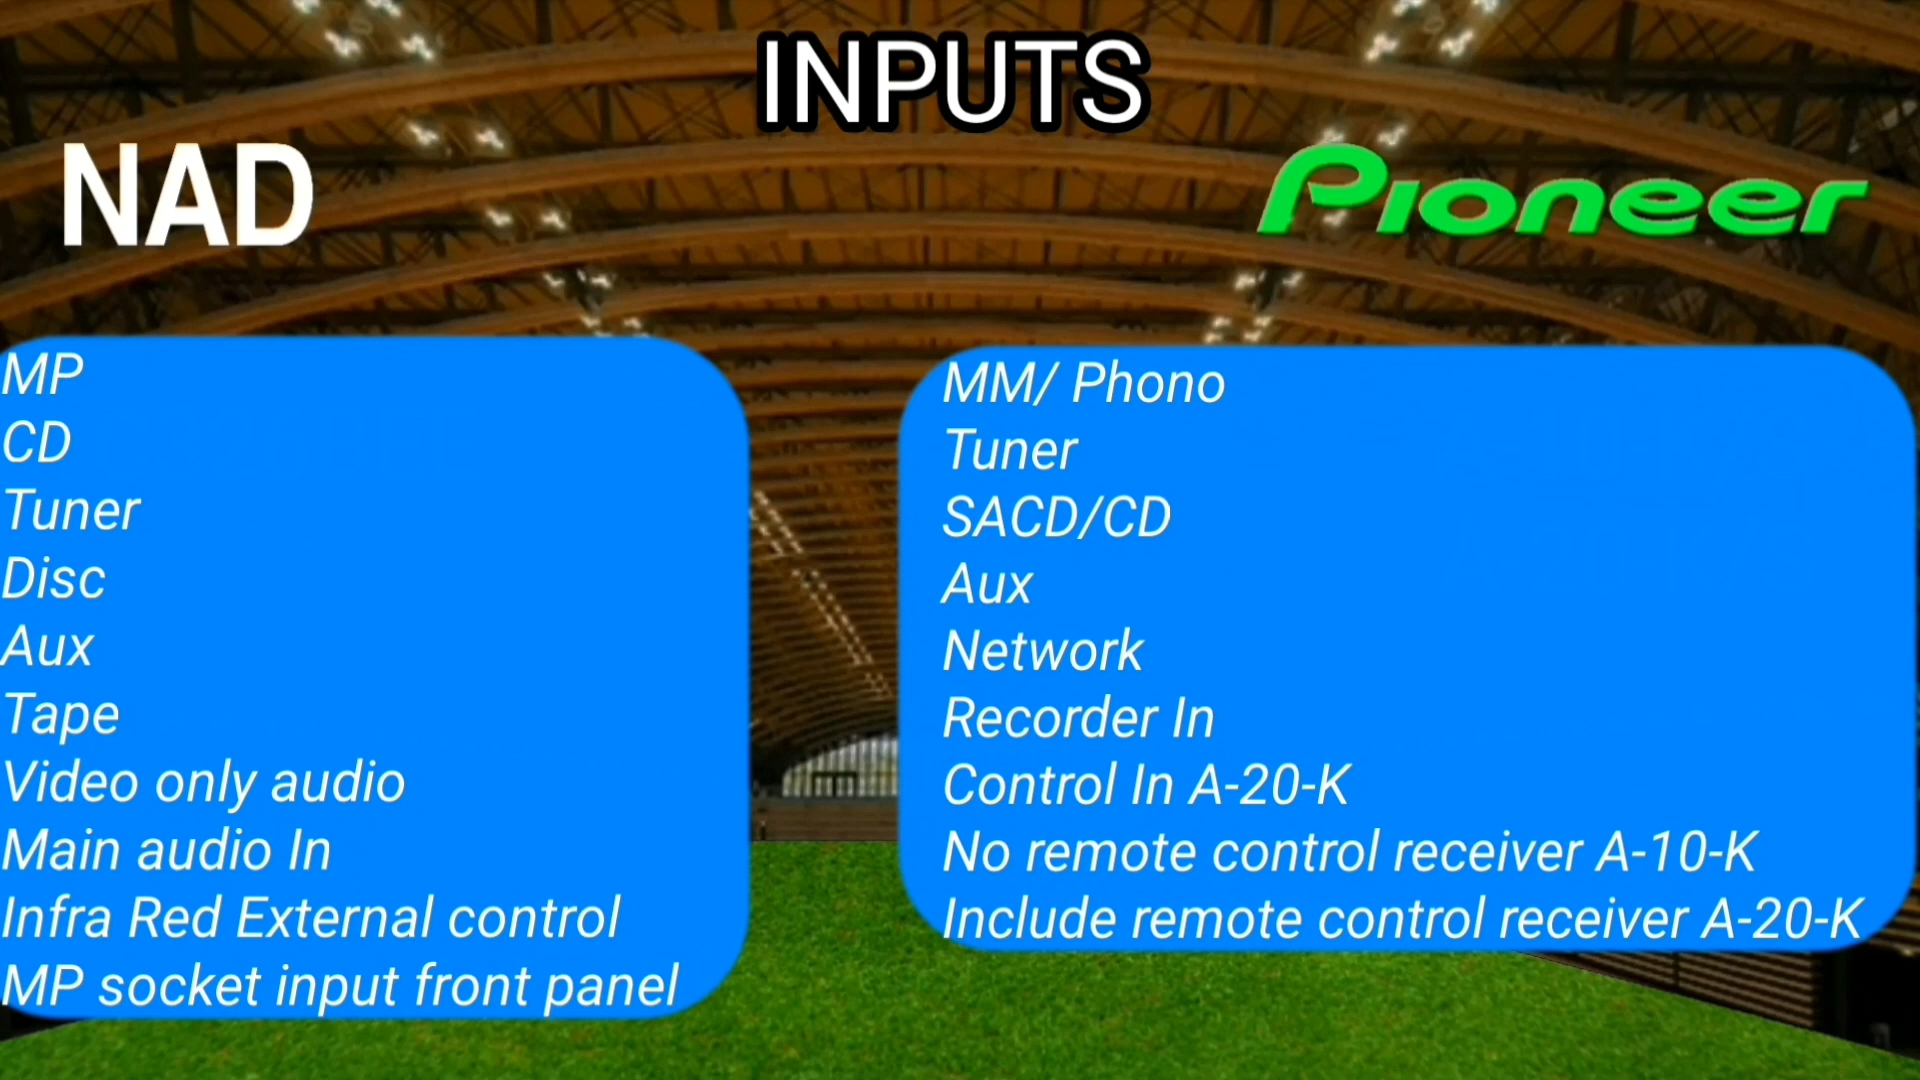 INPUTS
NAD
Pioneer
MP
CD
Tuner
Disc
Aux
Tape
Video only audio
Main audio In
Infra Red External control
MP socket input front panel
MM/ Phono
Tuner
SACD/CD
Aux
Network
Recorder In
Control In A-20-K
No remote control receiver A-10-K
Include remote control receiver A-20-K